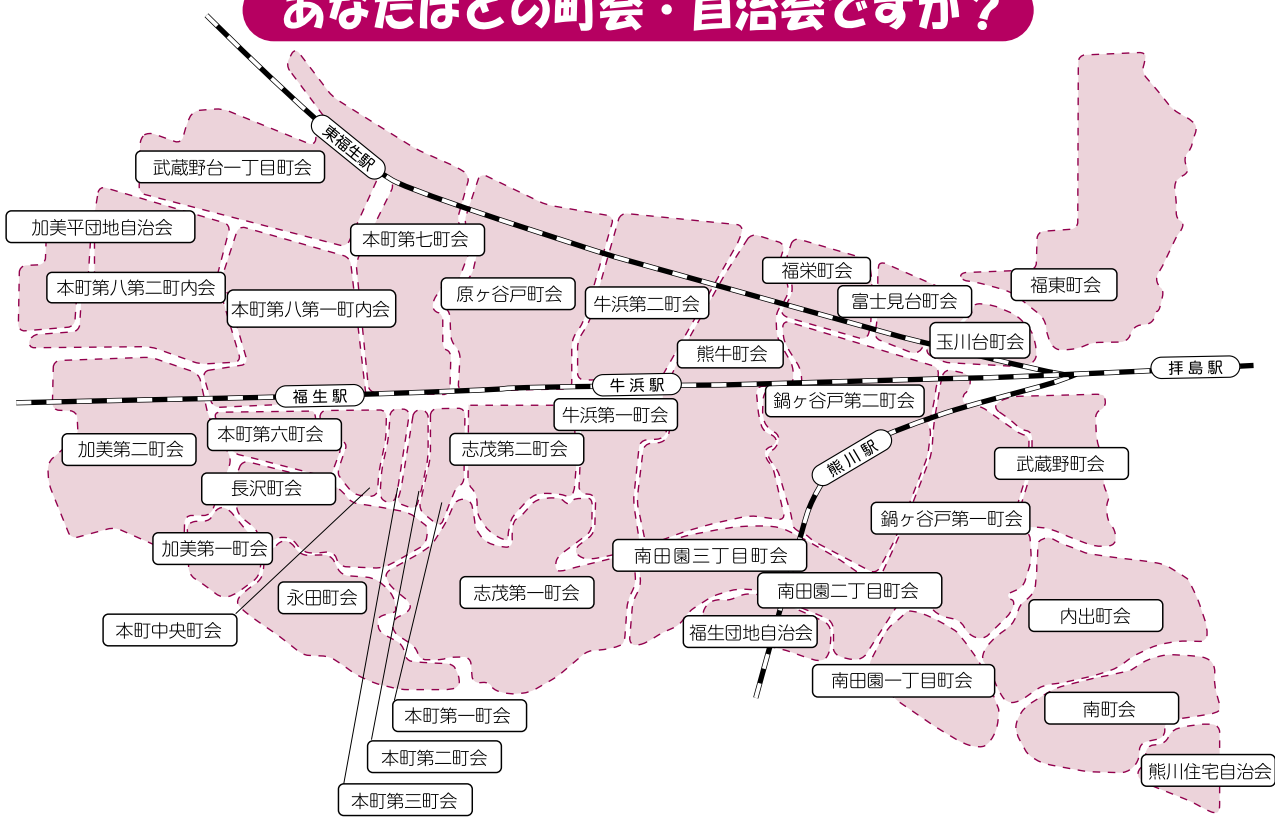 あなたはどの町会・自治会ですか？
東福生駅
武蔵野台一丁目町会
加美平団地自治会
本町第七町会
本町第八第二町内会
本町第八第一町内会
原ヶ谷戸町会
牛浜第二町会
福栄町会
富士見台町会
福東町会
玉川台町会
熊牛町会
拝島駅
福生駅
牛浜駅
鍋ヶ谷戸第二町会
牛浜第一町会
本町第六町会
加美第二町会
志茂第二町会
熊川駅
武蔵野町会
長沢町会
鍋ヶ谷戸第一町会
加美第一町会
南田園三丁目町会
永田町会
志茂第一町会
南田園二丁目町会
内出町会
本町中央町会
福生団地自治会
南田園一丁目町会
本町第一町会
南町会
本町第二町会
熊川住宅自治会
本町第三町会